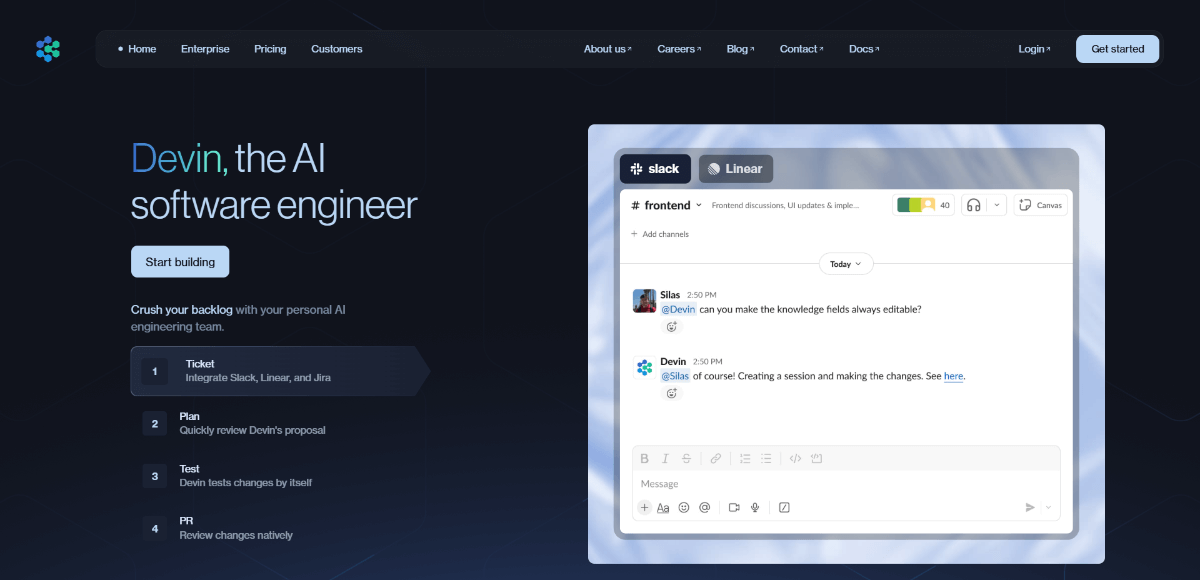 Home Enterprise Pricing Customers About us Careers Blog Contact Docs Login Get started
Devin, the AI
software engineer
Start building
Crush your backlog with your personal AI
engineering team.
1
Ticket
Integrate Slack, Linear, and Jira
2
Plan
Quickly review Devin's proposal
3
Test
Devin tests changes by itself
4
PR
Review changes natively
slack Linear
# frontend Frontend discussions, UI updates & imple... 40 Canvas
+ Add channels
Today
Silas 2:50 PM
@Devin can you make the knowledge fields always editable?
Devin 2:50 PM
@Silas of course! Creating a session and making the changes. See here.
B I S
Message
+ Aa @